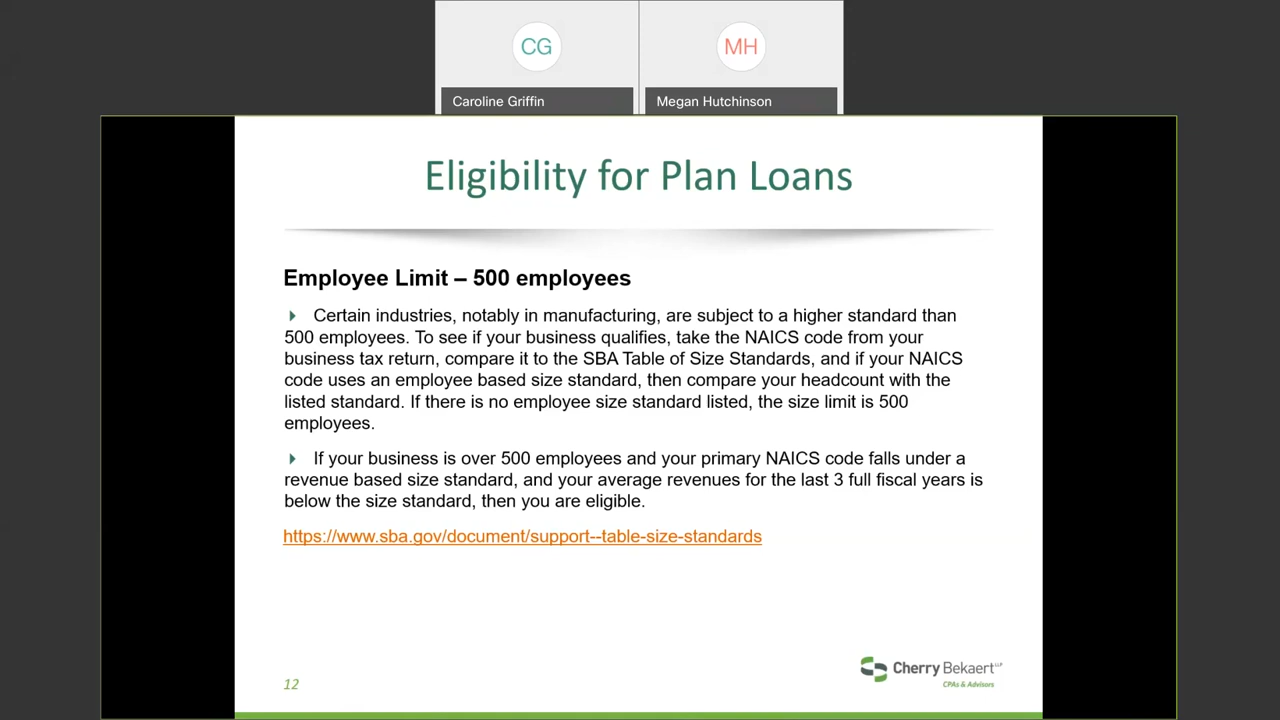 CG
MH
Caroline Griffin
Megan Hutchinson
Eligibility for Plan Loans
Employee Limit – 500 employees
Certain industries, notably in manufacturing, are subject to a higher standard than
500 employees. To see if your business qualifies, take the NAICS code from your
business tax return, compare it to the SBA Table of Size Standards, and if your NAICS
code uses an employee based size standard, then compare your headcount with the
listed standard. If there is no employee size standard listed, the size limit is 500
employees.
If your business is over 500 employees and your primary NAICS code falls under a
revenue based size standard, and your average revenues for the last 3 full fiscal years is
below the size standard, then you are eligible.
https://www.sba.gov/document/support--table-size-standards
12
Cherry Bekaert LLP
CPAs & Advisors